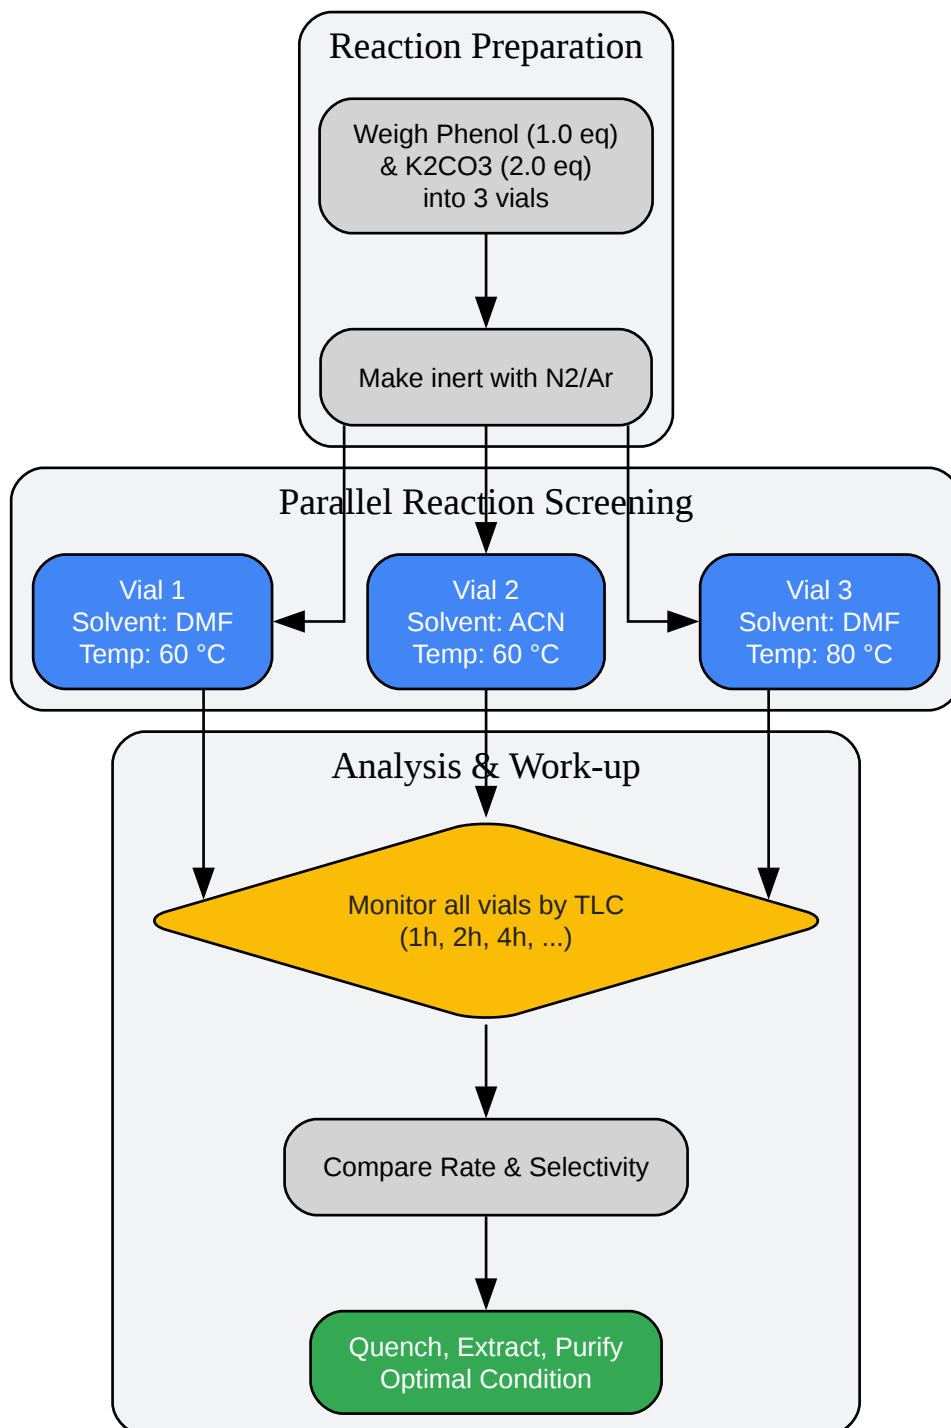 Reaction Preparation
Weigh Phenol (1.0 eq)
& K2CO3 (2.0 eq)
into 3 vials
Make inert with N2/Ar
Parallel Reaction Screening
Vial 1
Solvent: DMF
Temp: 60 °C
Vial 2
Solvent: ACN
Temp: 60 °C
Vial 3
Solvent: DMF
Temp: 80 °C
Analysis & Work-up
Monitor all vials by TLC
(1h, 2h, 4h, ...)
Compare Rate & Selectivity
Quench, Extract, Purify
Optimal Condition